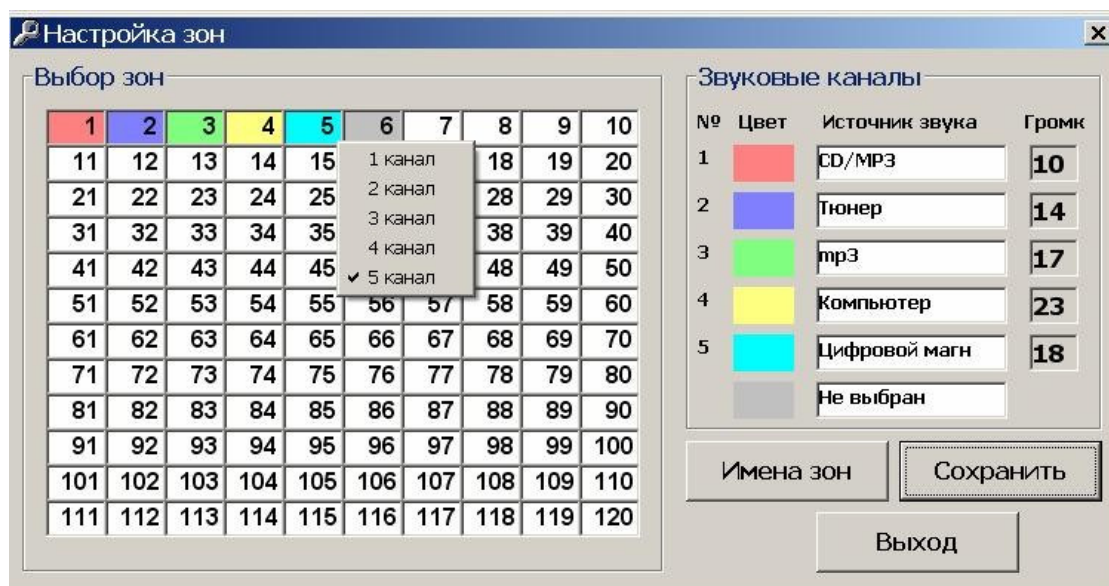 Настройка зон
Выбор зон
1 2 3 4 5 6 7 8 9 10
11 12 13 14 15 18 19 20
21 22 23 24 25 28 29 30
31 32 33 34 35 38 39 40
41 42 43 44 45 48 49 50
51 52 53 54 55 56 57 58 59 60
61 62 63 64 65 66 67 68 69 70
71 72 73 74 75 76 77 78 79 80
81 82 83 84 85 86 87 88 89 90
91 92 93 94 95 96 97 98 99 100
101 102 103 104 105 106 107 108 109 110
111 112 113 114 115 116 117 118 119 120
1 канал
2 канал
3 канал
4 канал
5 канал
Звуковые каналы
№ Цвет Источник звука Громк
1 CD/MP3 10
2 Тюнер 14
3 mp3 17
4 Компьютер 23
5 Цифровой магн 18
Не выбран
Имена зон Сохранить
Выход